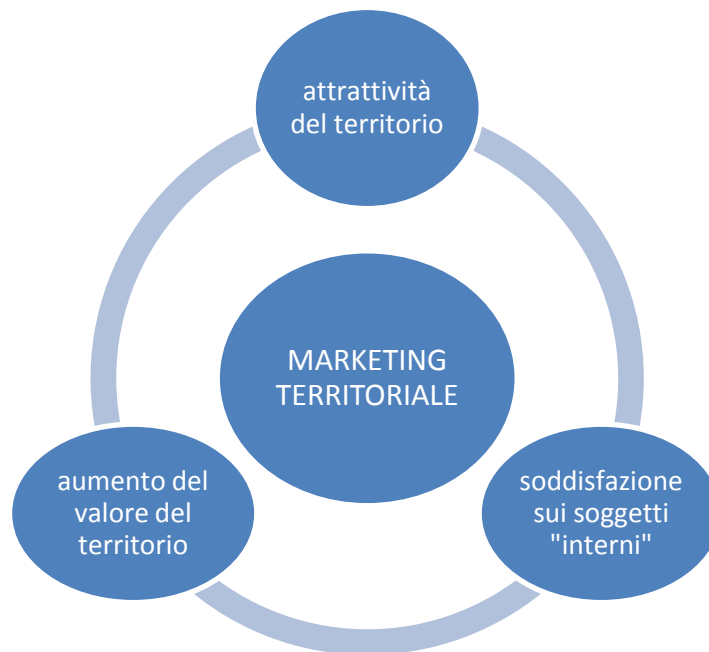 attrattività
del territorio
MARKETING
TERRITORIALE
aumento del
valore del
territorio
soddisfazione
sui soggetti
"interni"